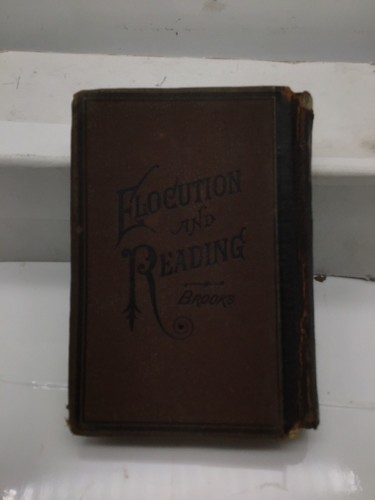 ELOCUTION
AND
READING
BROOKS